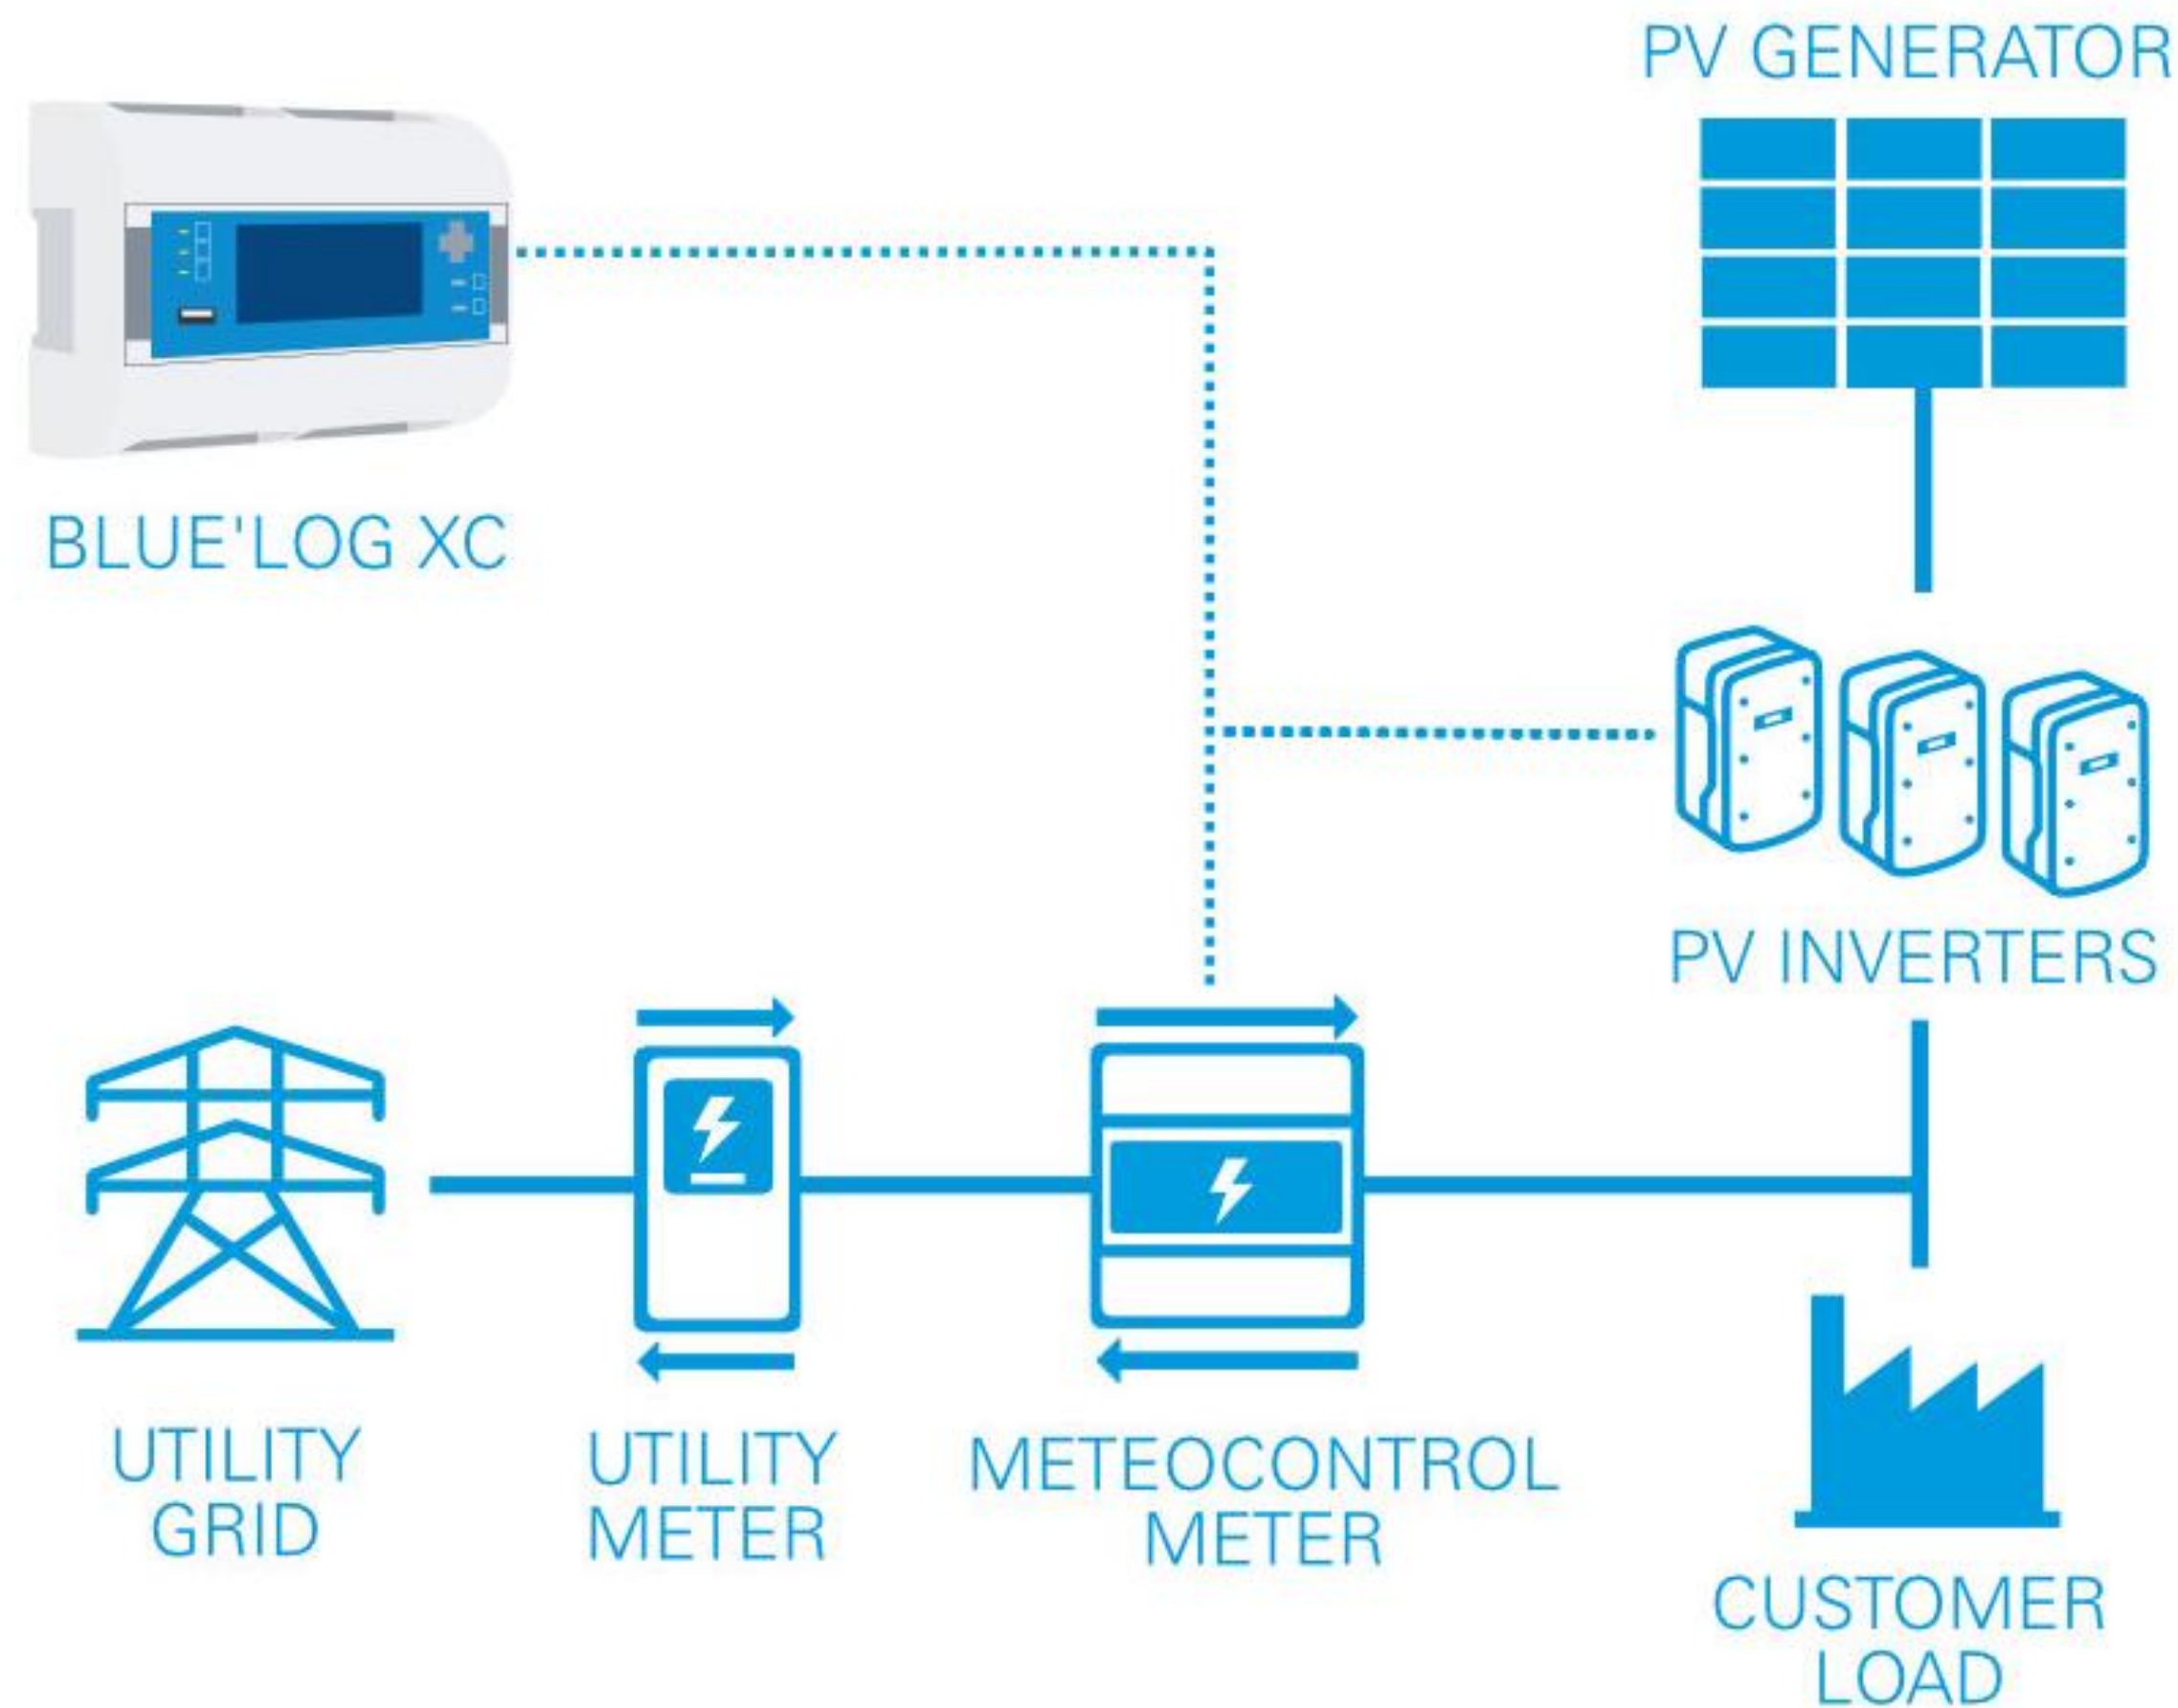 PV GENERATOR
BLUE'LOG XC
PV INVERTERS
UTILITY
GRID
UTILITY
METER
METEOCONTROL
METER
CUSTOMER
LOAD